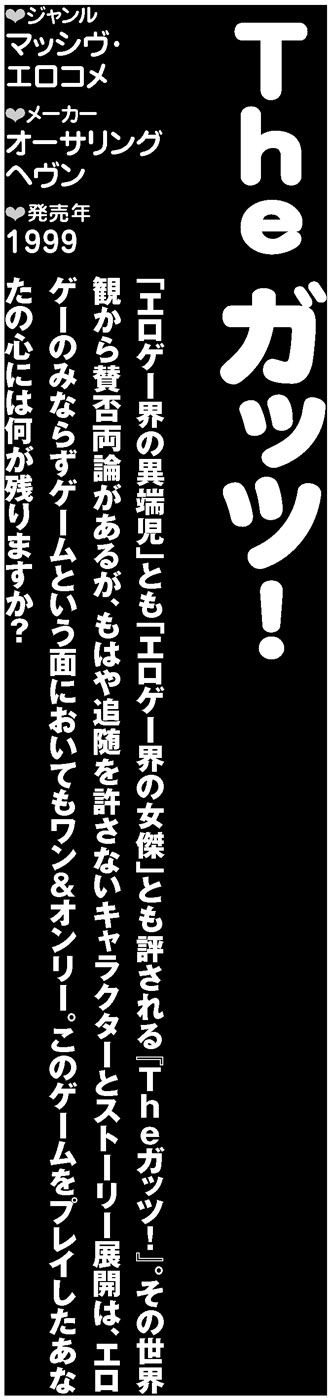 The ガッツ！
❤ジャンル
マッシヴ・
エロコメ
❤メーカー
オーサリング
ヘヴン
❤発売年
1999
「エロゲー界の異端児」とも「エロゲー界の女傑」とも評される『Theガッツ！』。その世界
観から賛否両論があるが、もはや追随を許さないキャラクターとストーリー展開は、エロ
ゲーのみならずゲームという面においてもワン＆オンリー。このゲームをプレイしたあな
たの心には何が残りますか？